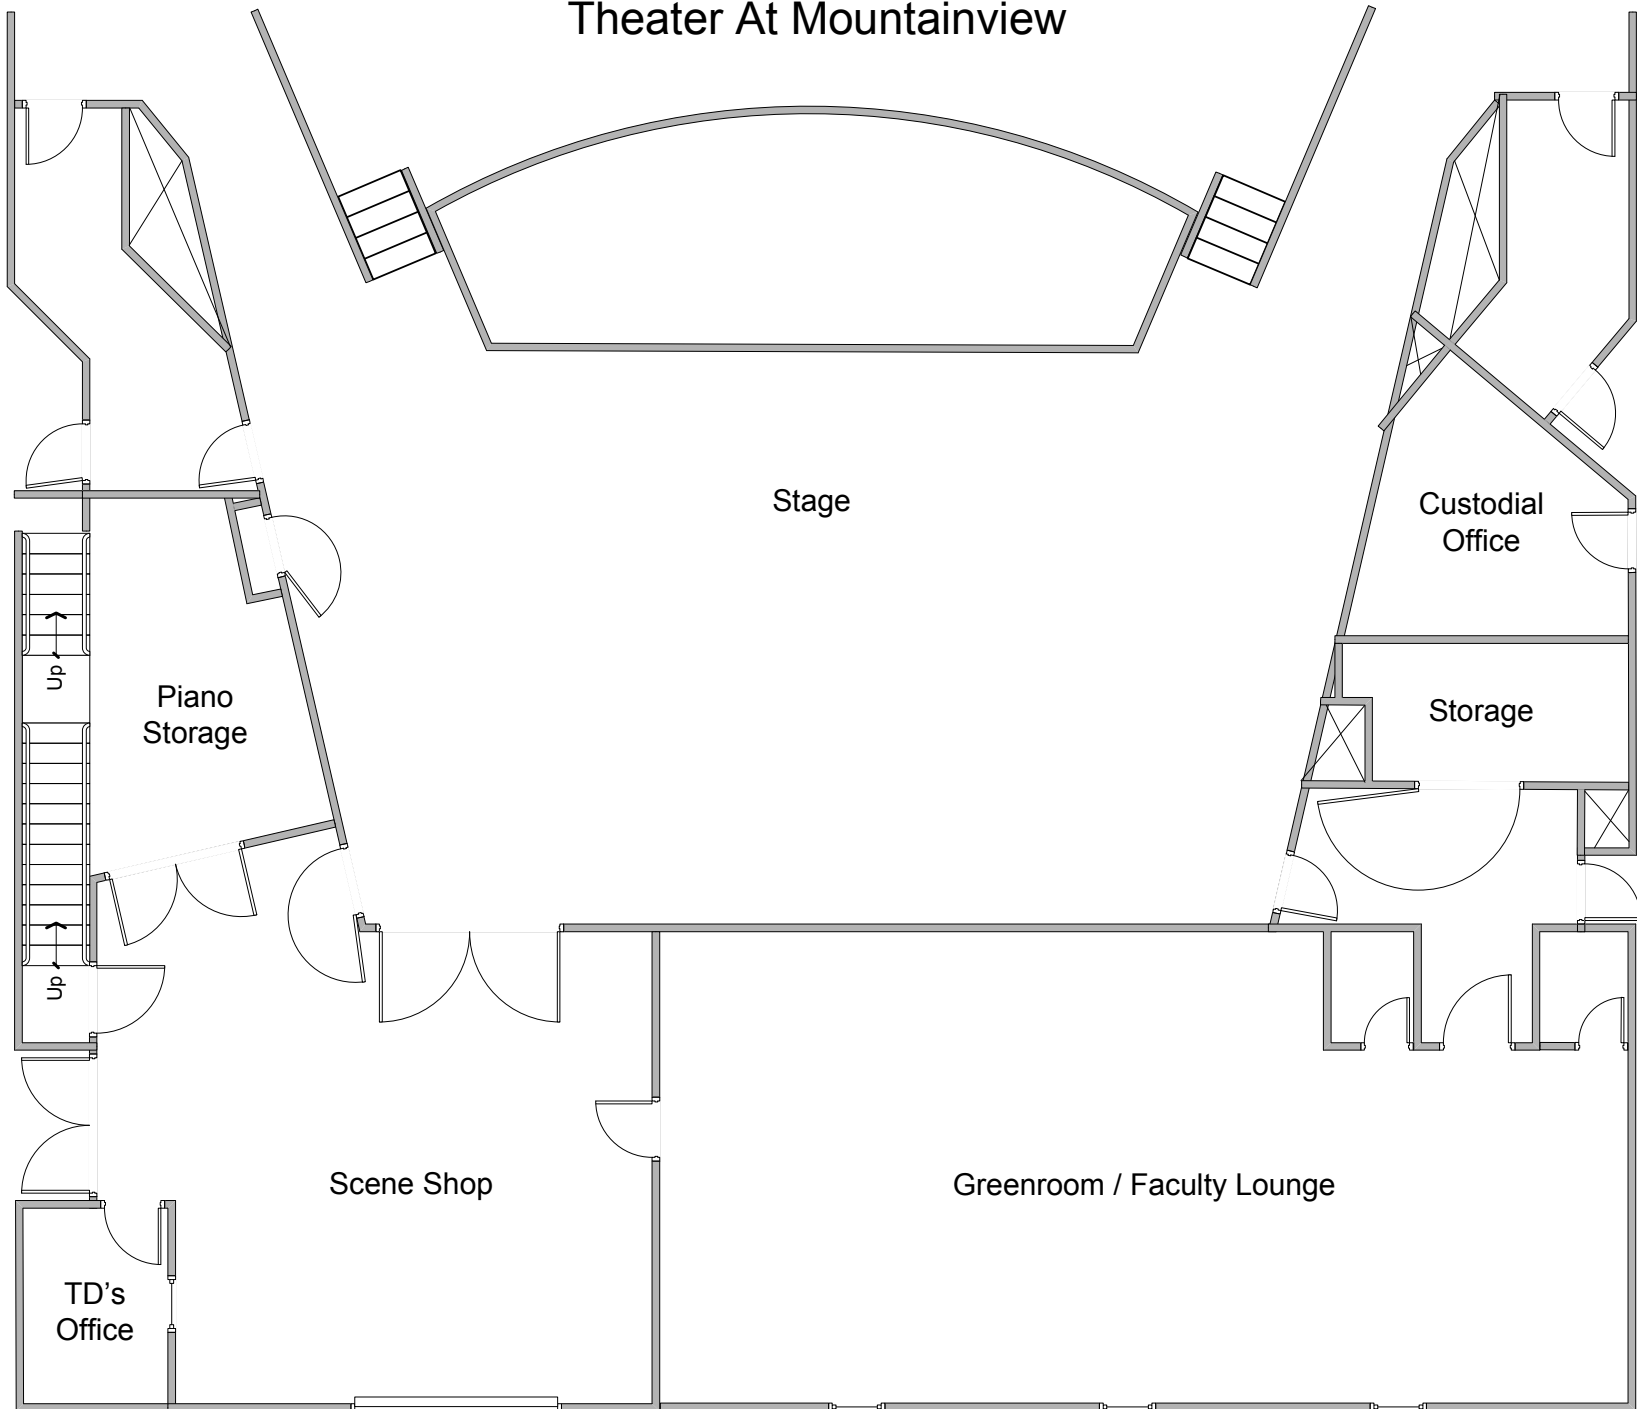 Theater At Mountainview
Stage
Custodial
Office
Up
Piano
Storage
Storage
Up
Scene Shop
Greenroom / Faculty Lounge
TD’s
Office